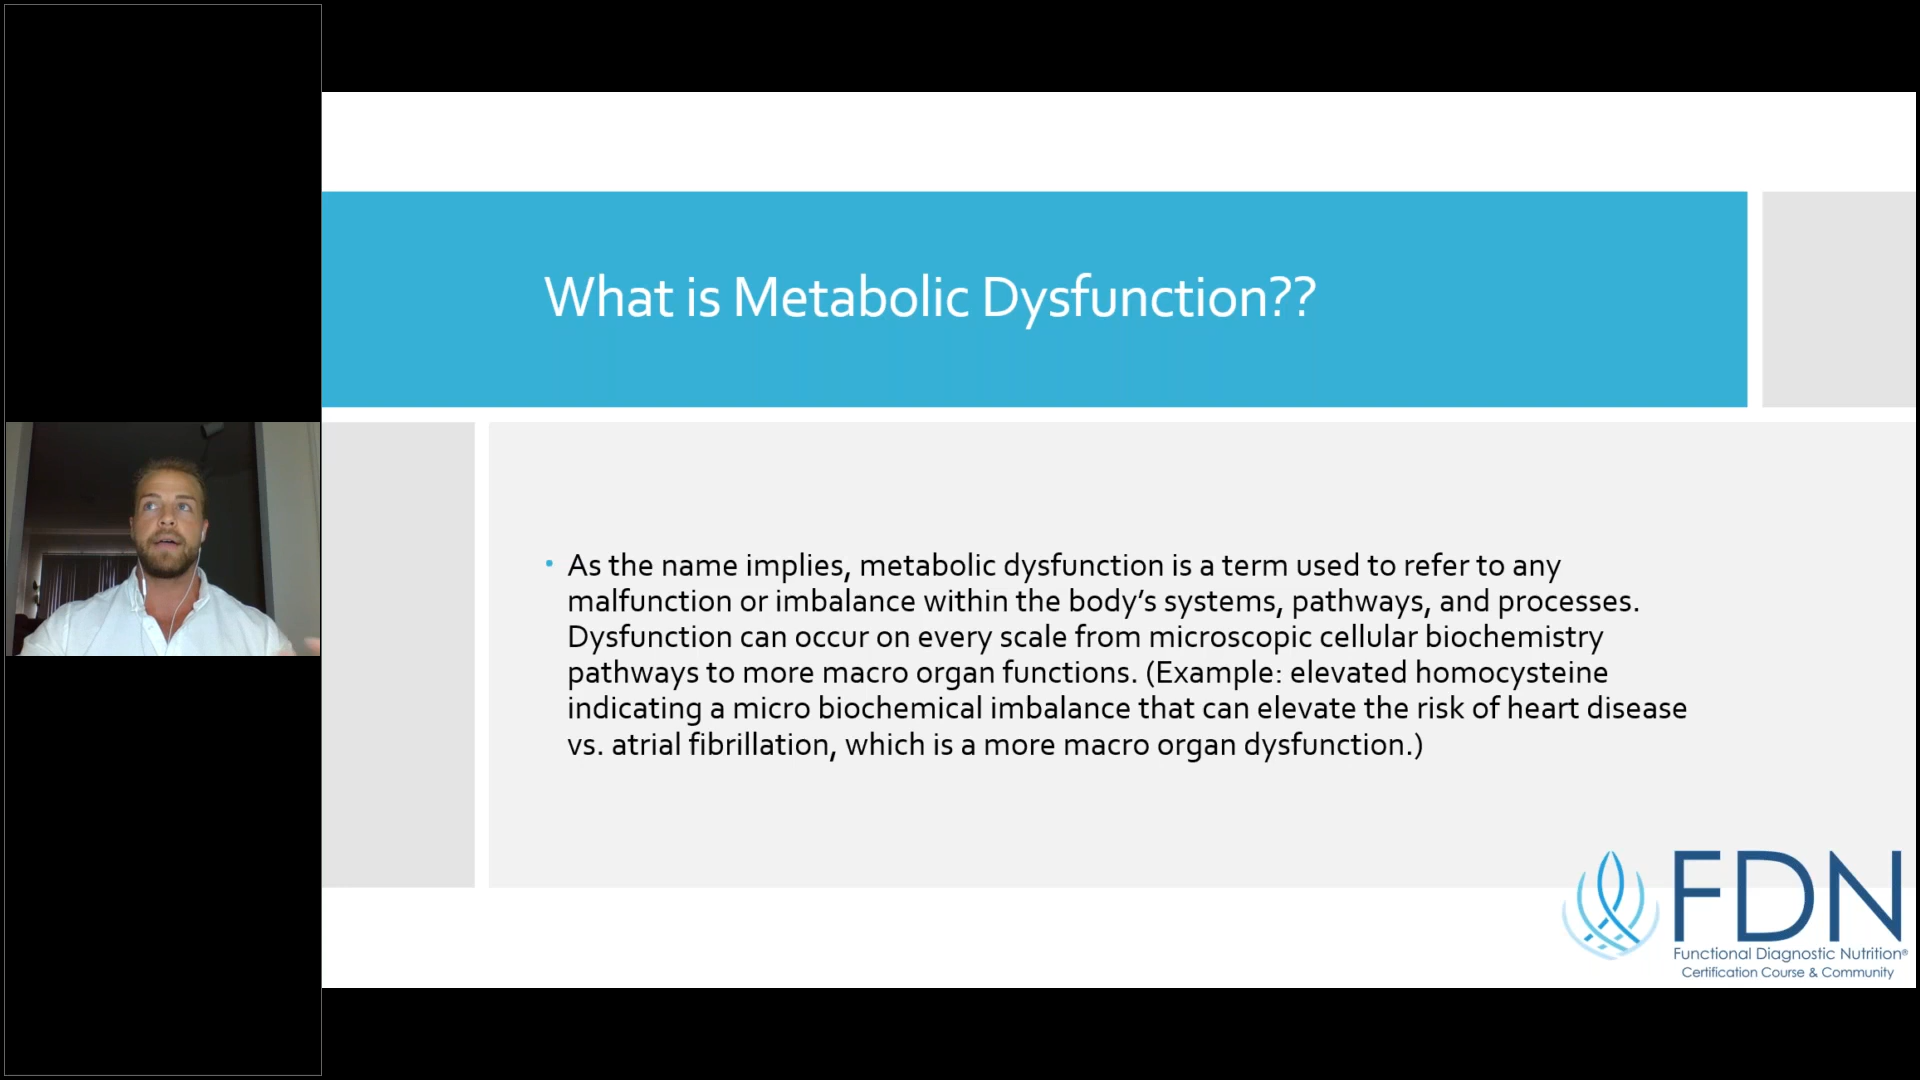 What is Metabolic Dysfunction??
• As the name implies, metabolic dysfunction is a term used to refer to any
malfunction or imbalance within the body’s systems, pathways, and processes.
Dysfunction can occur on every scale from microscopic cellular biochemistry
pathways to more macro organ functions. (Example: elevated homocysteine
indicating a micro biochemical imbalance that can elevate the risk of heart disease
vs. atrial fibrillation, which is a more macro organ dysfunction.)
FDN
Functional Diagnostic Nutrition®
Certification Course & Community